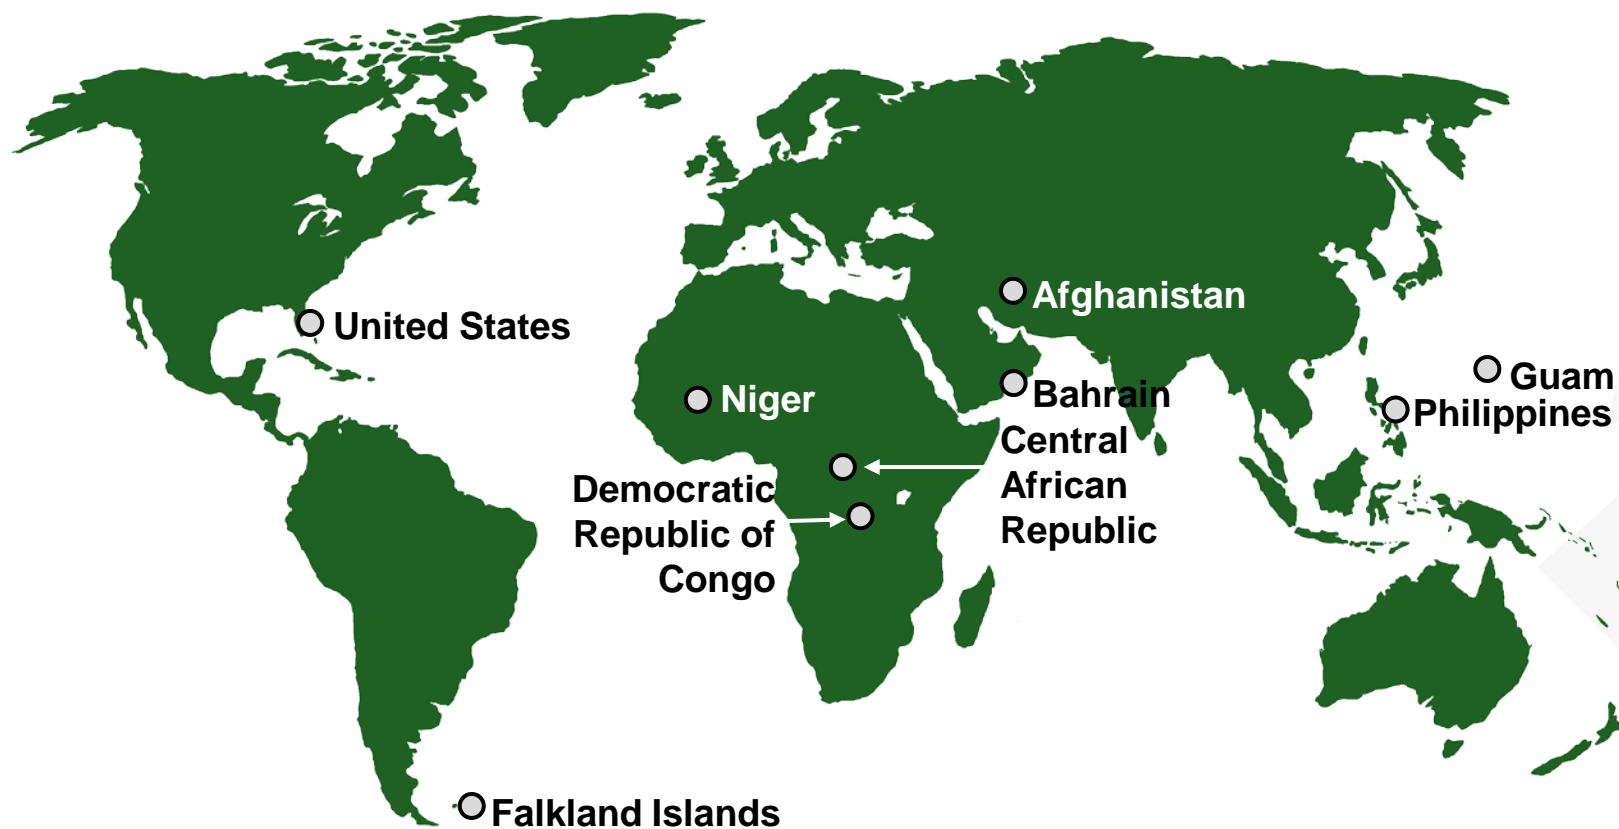 Afghanistan
United States
Guam
Bahrain
Niger
Philippines
Central
African
Republic
Democratic
Republic of
Congo
Falkland Islands